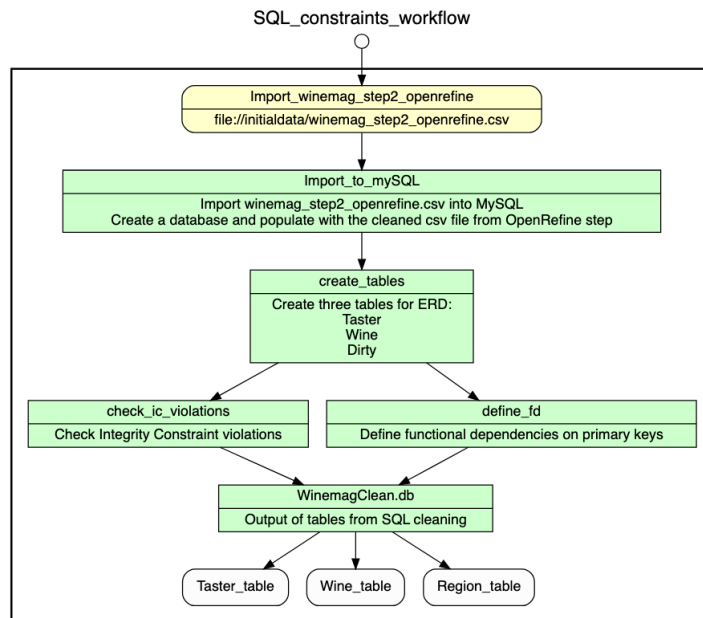 SQL_constraints_workflow
Import_winemag_step2_openrefine
file://initialdata/winemag_step2_openrefine.csv
Import_to_mySQL
Import winemag_step2_openrefine.csv into MySQL
Create a database and populate with the cleaned csv file from OpenRefine step
create_tables
Create three tables for ERD:
Taster
Wine
Dirty
check_ic_violations
Check Integrity Constraint violations
define_fd
Define functional dependencies on primary keys
WinemagClean.db
Output of tables from SQL cleaning
Taster_table
Wine_table
Region_table